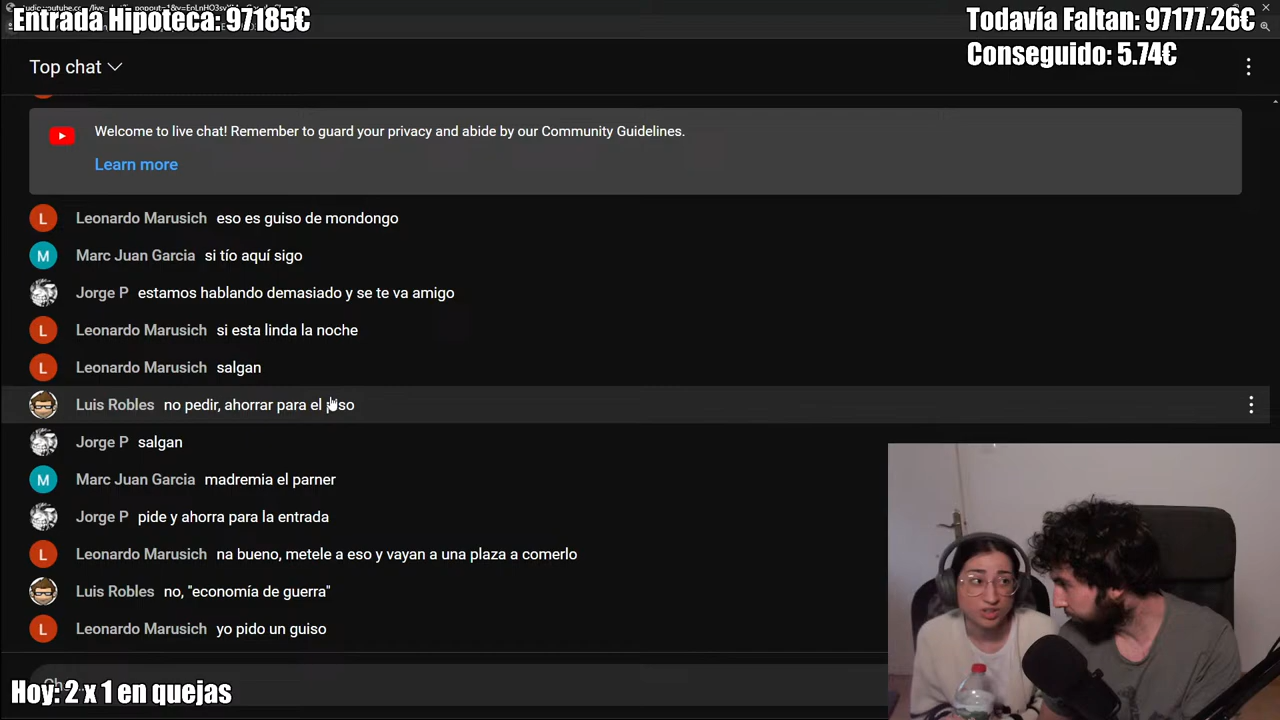 Entrada Hipoteca: 97185€
Todavía Faltan: 97177.26€
Conseguido: 5.74€
Top chat
Welcome to live chat! Remember to guard your privacy and abide by our Community Guidelines.
Learn more
L Leonardo Marusich eso es guiso de mondongo
M Marc Juan Garcia si tío aquí sigo
Jorge P estamos hablando demasiado y se te va amigo
L Leonardo Marusich si esta linda la noche
L Leonardo Marusich salgan
Luis Robles no pedir, ahorrar para el piso
Jorge P salgan
M Marc Juan Garcia madremia el parner
Jorge P pide y ahorra para la entrada
L Leonardo Marusich na bueno, metele a eso y vayan a una plaza a comerlo
Luis Robles no, "economía de guerra"
L Leonardo Marusich yo pido un guiso
Hoy: 2 x 1 en quejas